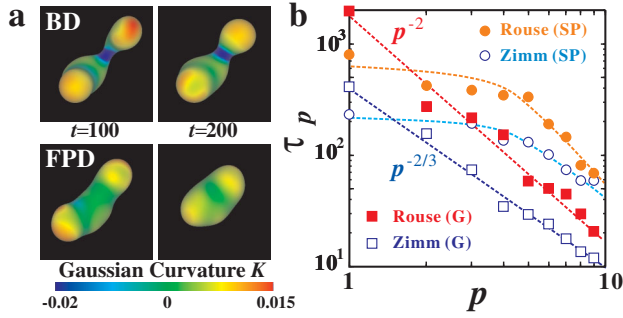 a
BD
t=100
t=200
FPD
Gaussian Curvature K
-0.02
0
0.015
b
10³
10²
10¹
τp
p⁻²
p⁻²/³
Rouse (SP)
Zimm (SP)
Rouse (G)
Zimm (G)
1
p
10